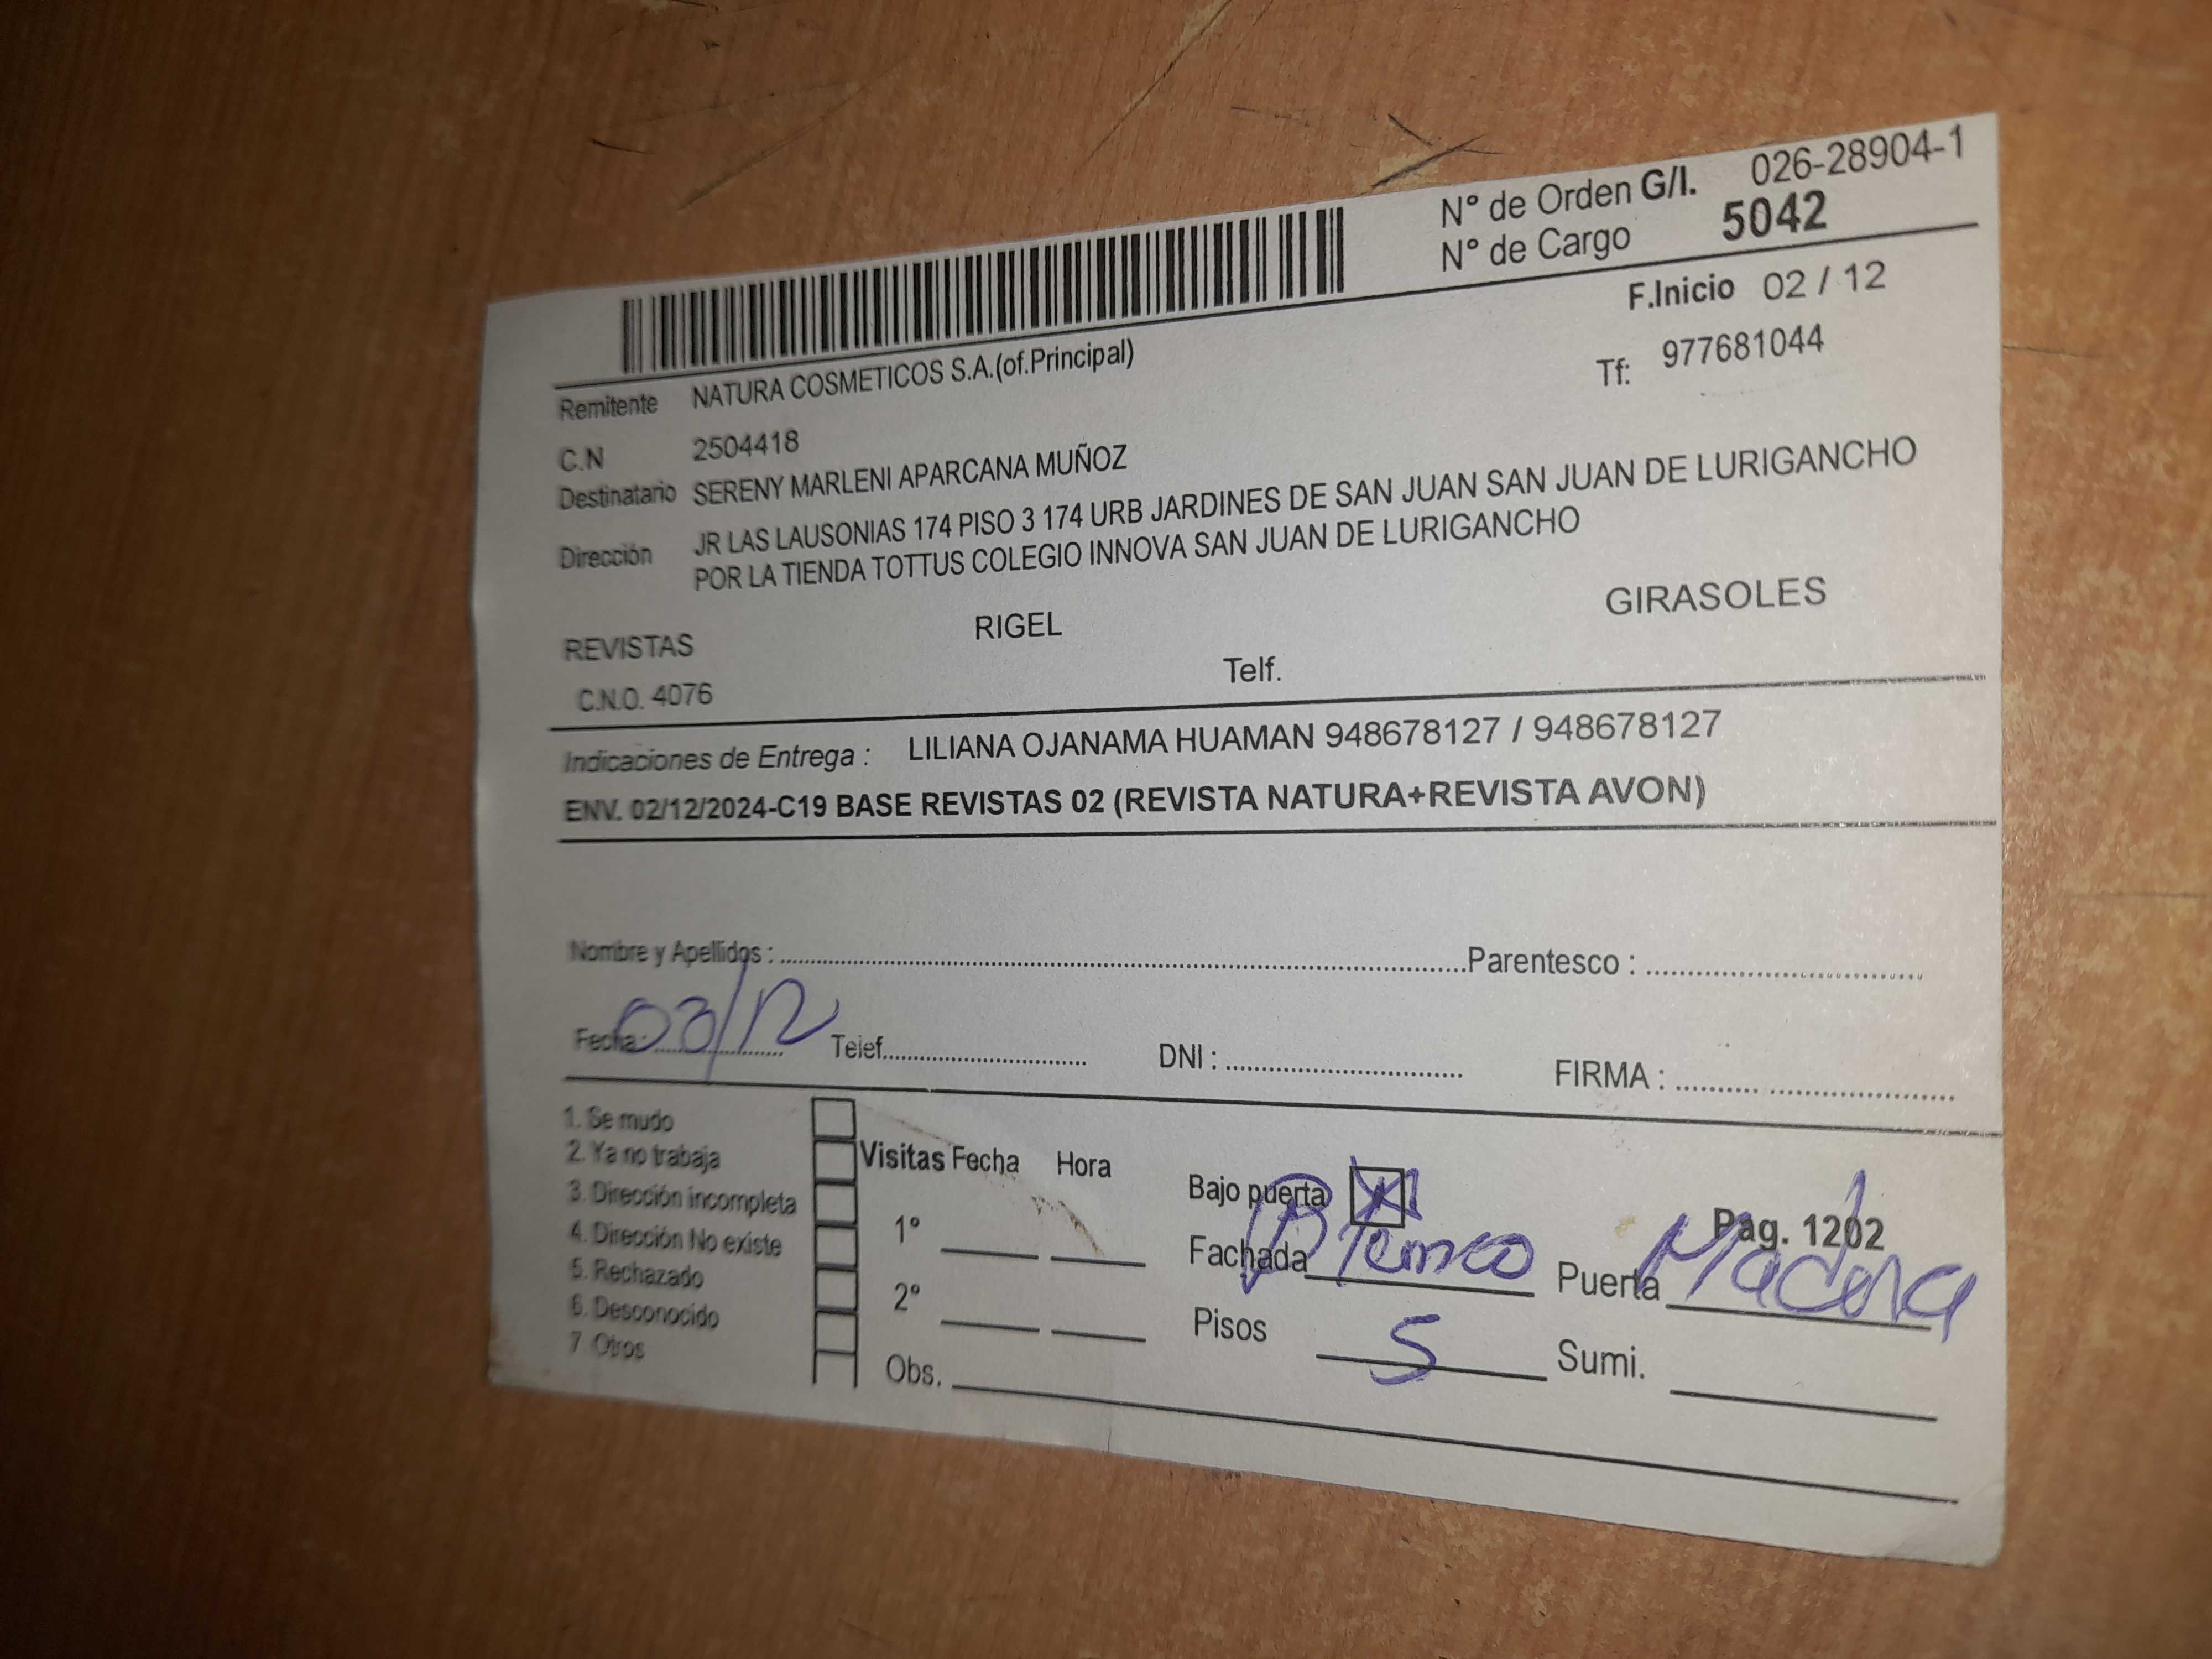 N° de Orden G/I. 026-28904-1
N° de Cargo 5042
F.Inicio 02 / 12
Remitente NATURA COSMETICOS S.A.(of.Principal) Tf: 977681044
C.N 2504418
Destinatario SERENY MARLENI APARCANA MUÑOZ
Dirección JR LAS LAUSONIAS 174 PISO 3 174 URB JARDINES DE SAN JUAN SAN JUAN DE LURIGANCHO
POR LA TIENDA TOTTUS COLEGIO INNOVA SAN JUAN DE LURIGANCHO
REVISTAS RIGEL GIRASOLES
C.N.O. 4076 Telf.
Indicaciones de Entrega : LILIANA OJANAMA HUAMAN 948678127 / 948678127
ENV. 02/12/2024-C19 BASE REVISTAS 02 (REVISTA NATURA+REVISTA AVON)
Nombre y Apellidos : Parentesco :
Fecha: 03/12 Telef. DNI : FIRMA :
1. Se mudo
2. Ya no trabaja
3. Dirección incompleta
4. Dirección No existe
5. Rechazado
6. Desconocido
7 Otros
Visitas Fecha Hora
1°
2°
Obs.
Bajo puerta X Pag. 1202
Fachada Blanco Puerta Madera
Pisos 5 Sumi.